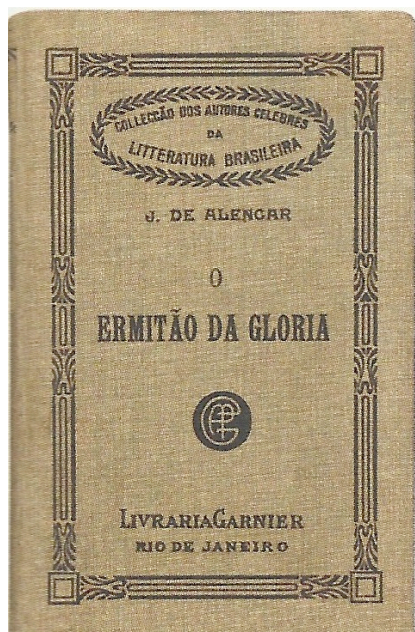 COLLECÇÃO DOS AUTORES CELEBRES
DA
LITTERATURA BRASILEIRA
J. DE ALENCAR
O
ERMITÃO DA GLORIA
LIVRARIA GARNIER
RIO DE JANEIRO